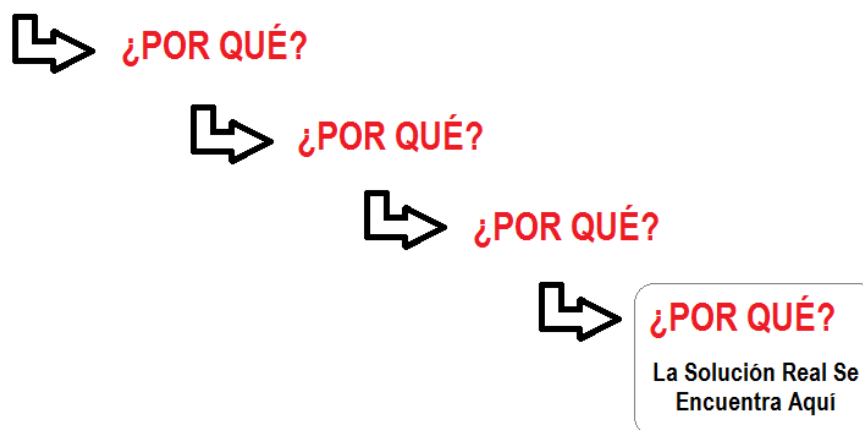 ¿POR QUÉ?
¿POR QUÉ?
¿POR QUÉ?
¿POR QUÉ?
La Solución Real Se
Encuentra Aquí